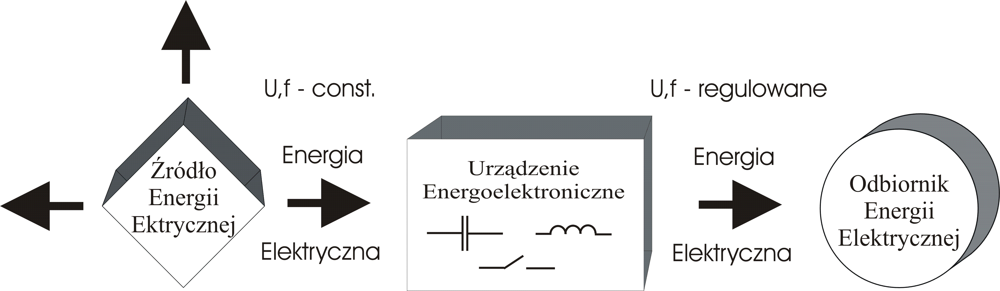 U,f - const.
U,f - regulowane
Źródło
Energii
Ektrycznej
Energia
Elektryczna
Urządzenie
Energoelektroniczne
Energia
Elektryczna
Odbiornik
Energii
Elektrycznej